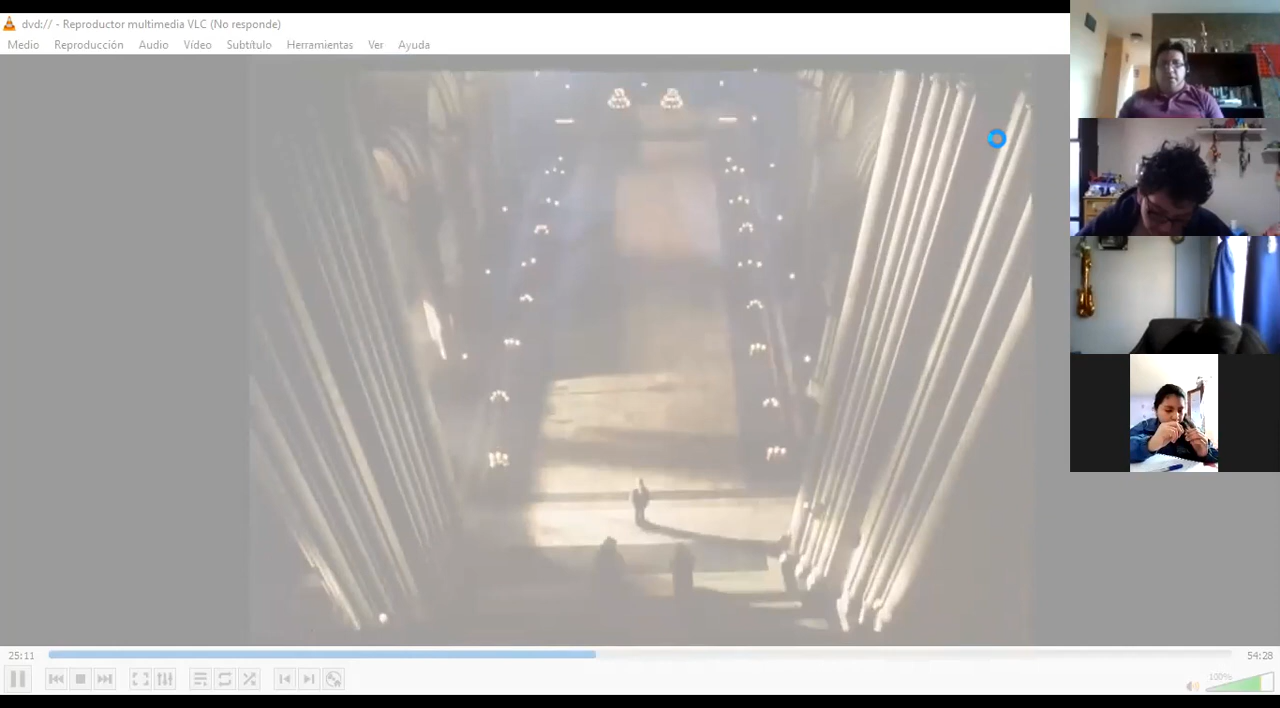 dvd:// - Reproductor multimedia VLC (No responde)
Medio Reproducción Audio Vídeo Subtítulo Herramientas Ver Ayuda
25:11 54:28
100%